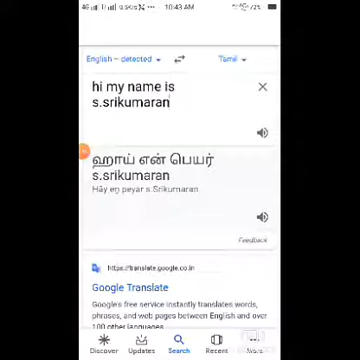 10:43 AM
72%
English – detected
Tamil
hi my name is
s.srikumaran
ஹாய் என் பெயர்
s.srikumaran
Hāy eṉ peyar s.Srikumaran
Feedback
https://translate.google.co.in
Google Translate
Google's free service instantly translates words,
phrases, and web pages between English and over
100 other languages.
Discover
Updates
Search
Recent
More